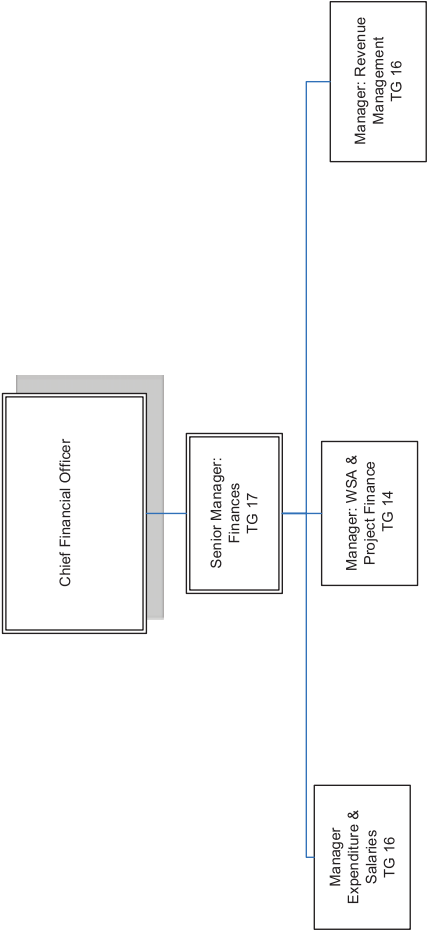 Chief Financial Officer
Senior Manager:
Finances
TG 17
Manager
Expenditure &
Salaries
TG 16
Manager: WSA &
Project Finance
TG 14
Manager: Revenue
Management
TG 16